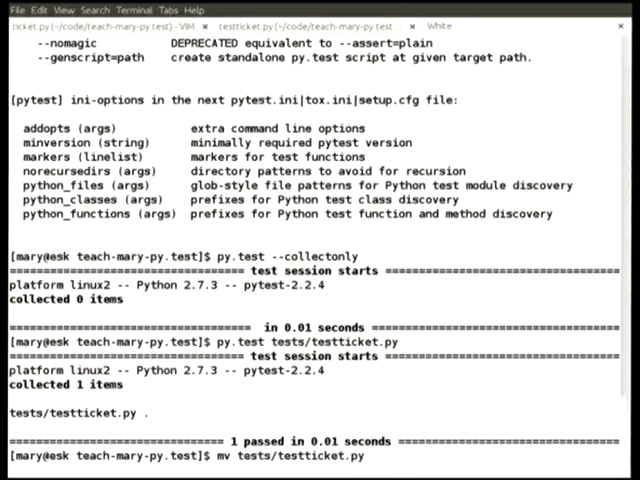 File Edit View Search Terminal Tabs Help
ticket.py (~/code/teach-mary-py.test) - VIM × testticket.py (~/code/teach-mary-py.test... × White ×
--nomagic DEPRECATED equivalent to --assert=plain
--genscript=path create standalone py.test script at given target path.
[pytest] ini-options in the next pytest.ini|tox.ini|setup.cfg file:
addopts (args) extra command line options
minversion (string) minimally required pytest version
markers (linelist) markers for test functions
norecursedirs (args) directory patterns to avoid for recursion
python_files (args) glob-style file patterns for Python test module discovery
python_classes (args) prefixes for Python test class discovery
python_functions (args) prefixes for Python test function and method discovery
[mary@esk teach-mary-py.test]$ py.test --collectonly
================================= test session starts =================================
platform linux2 -- Python 2.7.3 -- pytest-2.2.4
collected 0 items
=================================== in 0.01 seconds ===================================
[mary@esk teach-mary-py.test]$ py.test tests/testticket.py
================================= test session starts =================================
platform linux2 -- Python 2.7.3 -- pytest-2.2.4
collected 1 items
tests/testticket.py .
============================== 1 passed in 0.01 seconds ===============================
[mary@esk teach-mary-py.test]$ mv tests/testticket.py